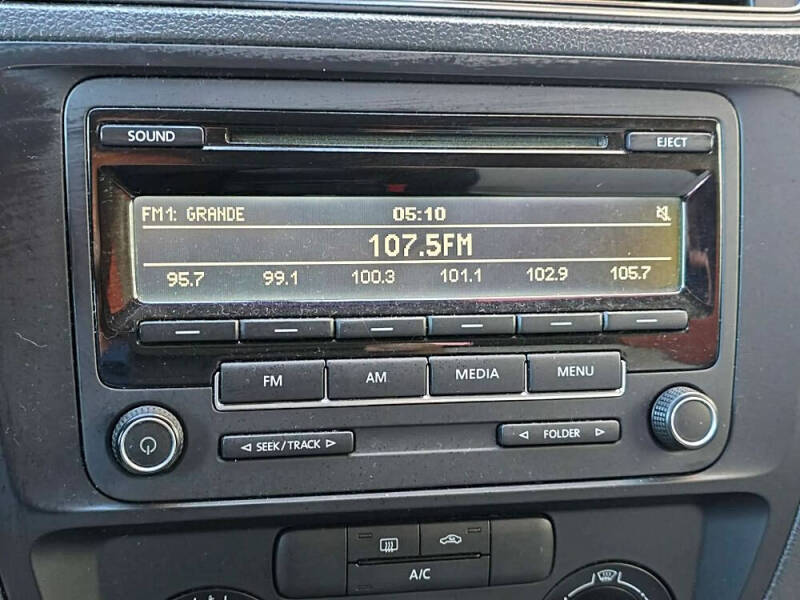 SOUND EJECT
FM1: GRANDE 05:10
107.5FM
95.7 99.1 100.3 101.1 102.9 105.7
FM AM MEDIA MENU
SEEK/TRACK FOLDER
A/C